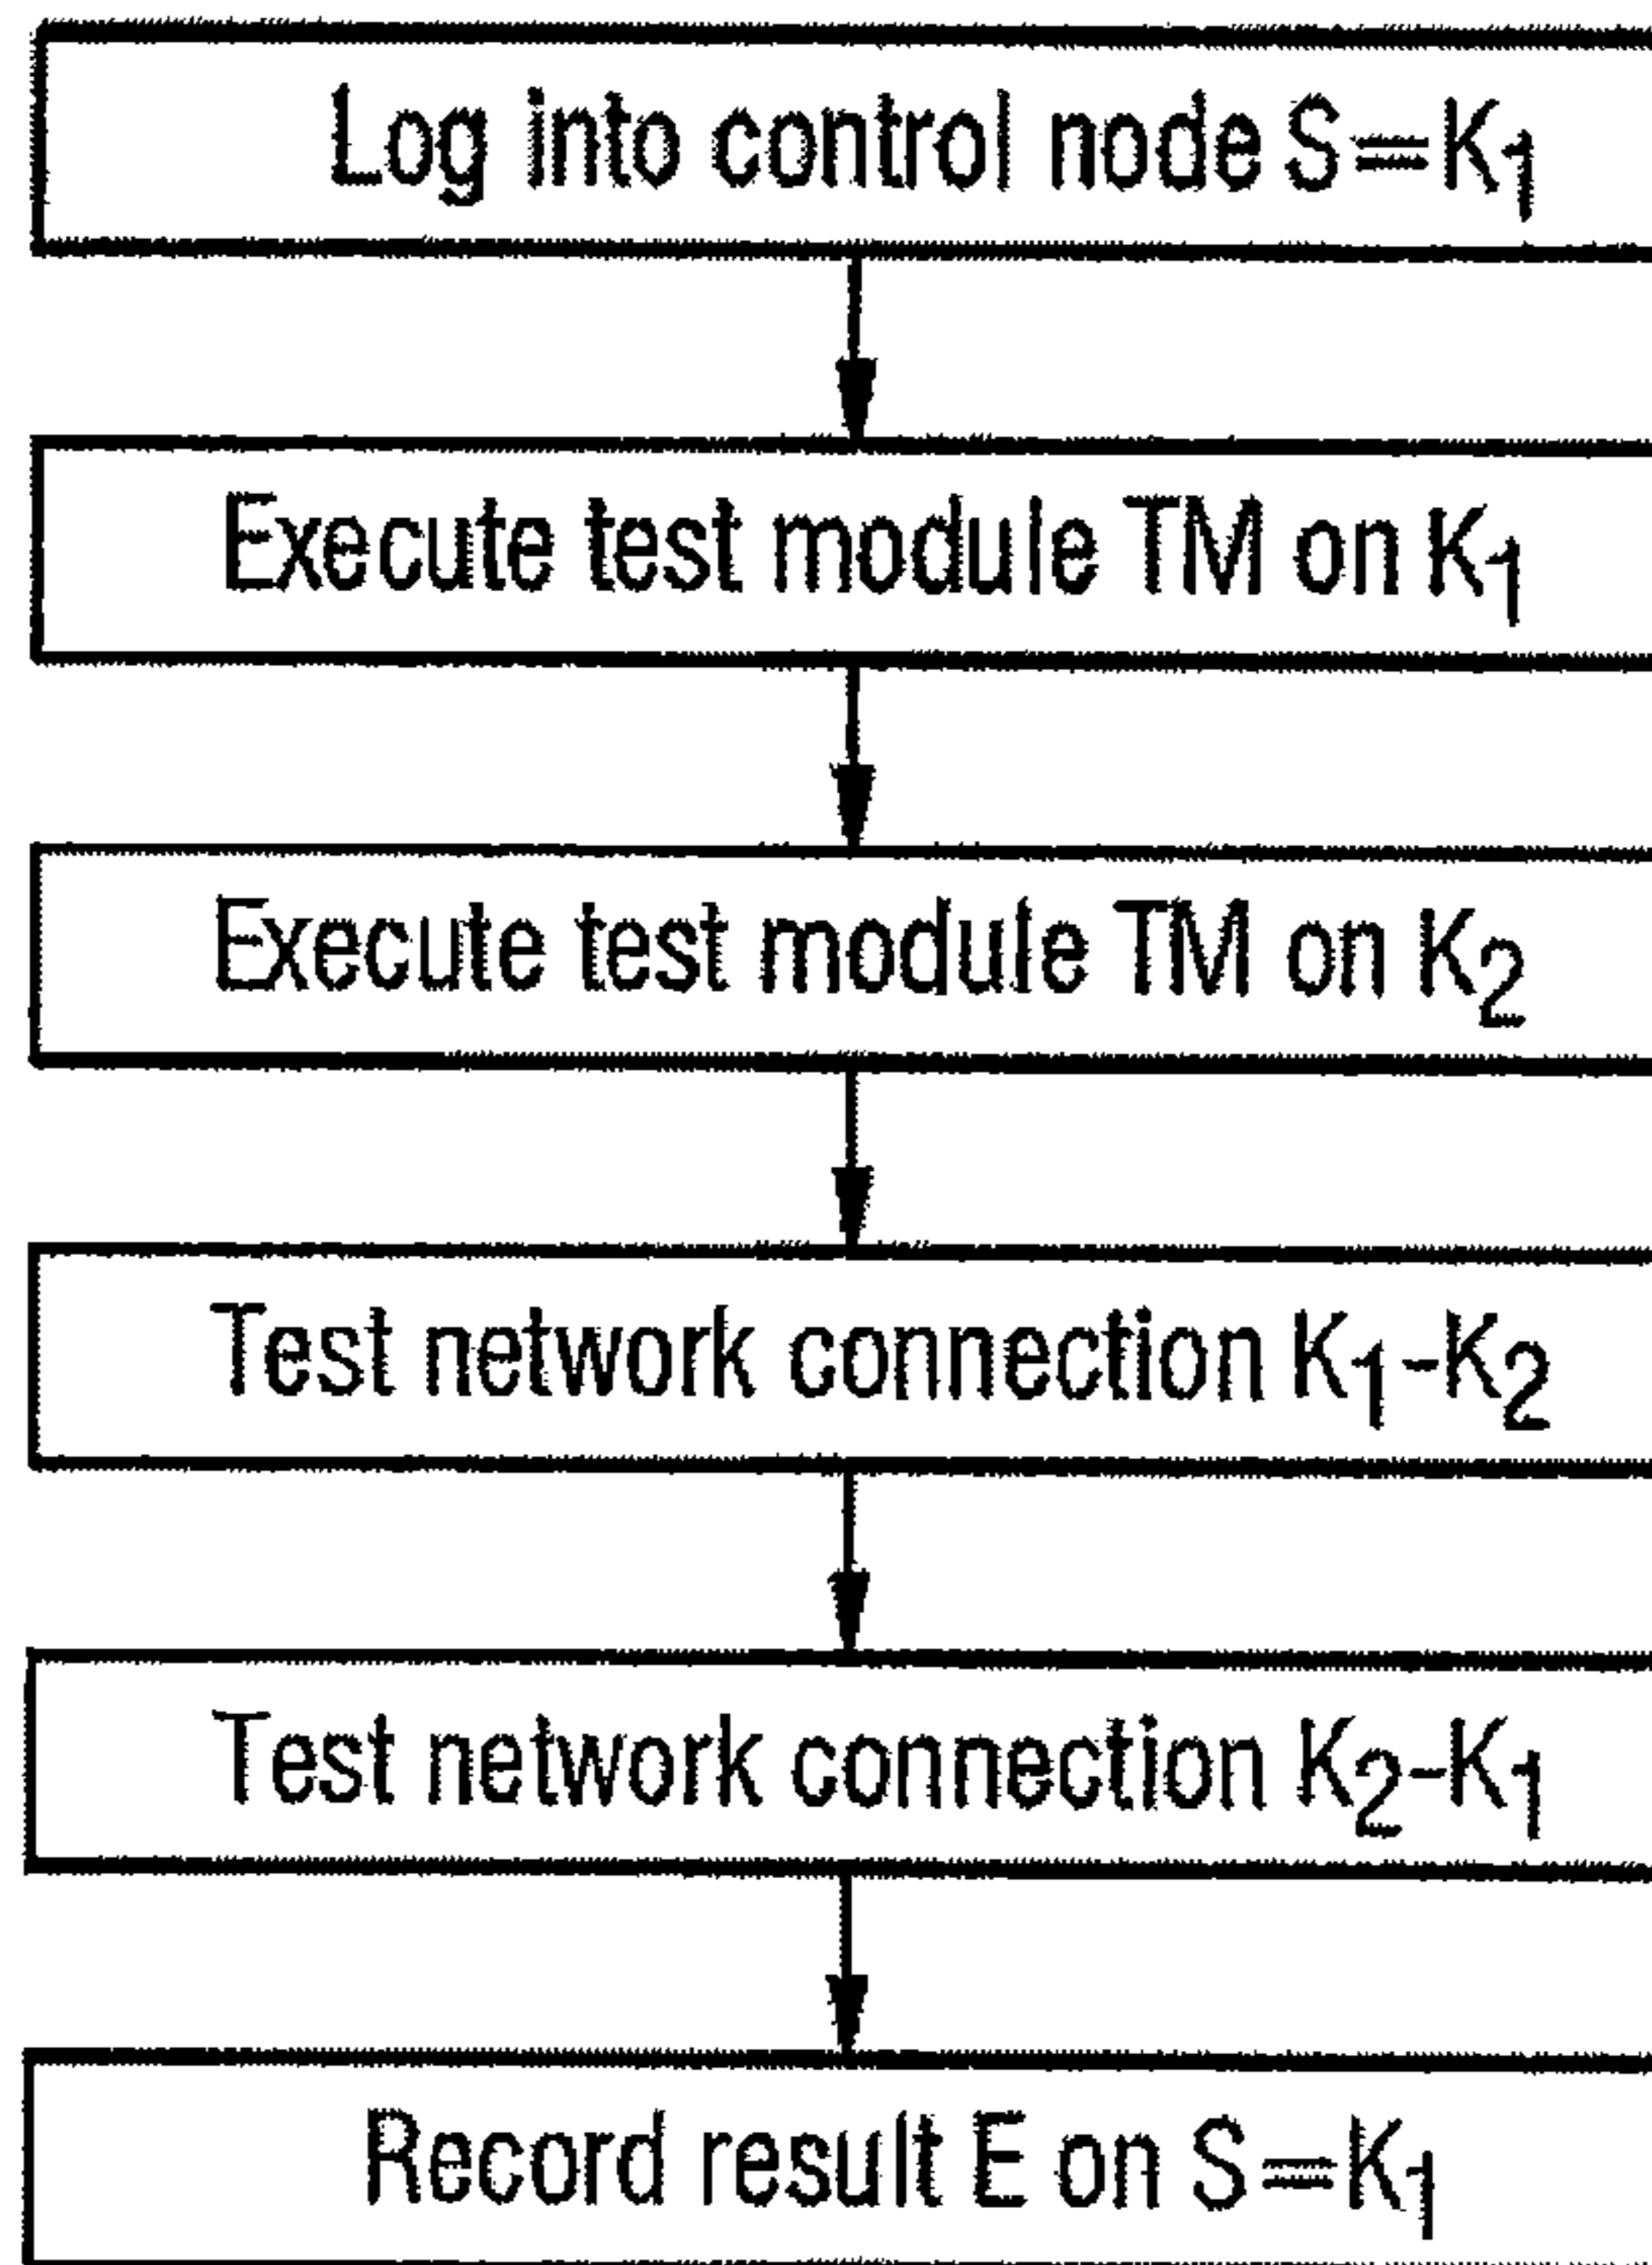 Log into control node S=K₁
Execute test module TM on K₁
Execute test module TM on K₂
Test network connection K₁-K₂
Test network connection K₂-K₁
Record result E on S=K₁